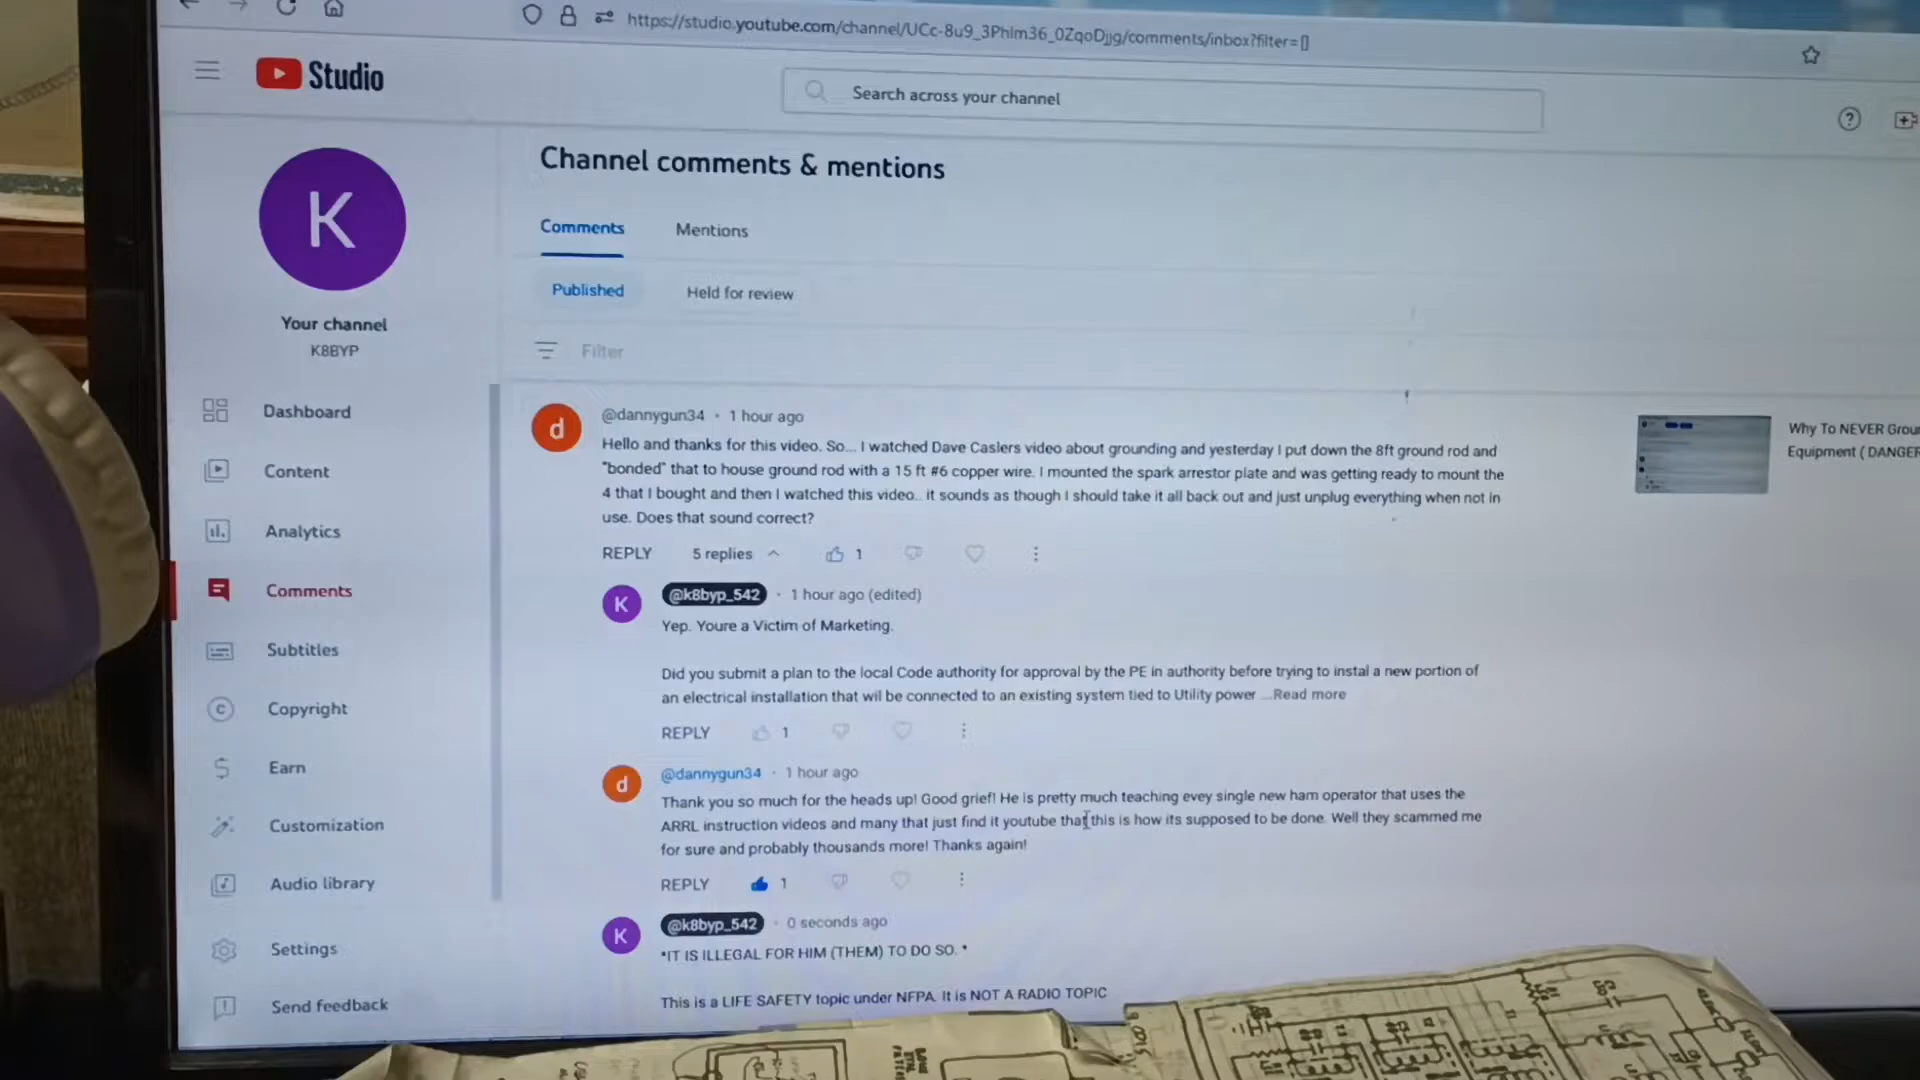 https://studio.youtube.com/channel/UCc-8u9_3Phlm36_0ZqoDjjg/comments/inbox?filter=[]
Studio
Search across your channel
K
Your channel
K8BYP
Dashboard
Content
Analytics
Comments
Subtitles
Copyright
Earn
Customization
Audio library
Settings
Send feedback
Channel comments & mentions
Comments
Mentions
Published
Held for review
Filter
d
@dannygun34 · 1 hour ago
Hello and thanks for this video. So... I watched Dave Caslers video about grounding and yesterday I put down the 8ft ground rod and
"bonded" that to house ground rod with a 15 ft #6 copper wire. I mounted the spark arrestor plate and was getting ready to mount the
4 that I bought and then I watched this video.. it sounds as though I should take it all back out and just unplug everything when not in
use. Does that sound correct?
REPLY
5 replies
1
Why To NEVER Grou
Equipment ( DANGER
K
@k8byp_542 · 1 hour ago (edited)
Yep. Youre a Victim of Marketing.
Did you submit a plan to the local Code authority for approval by the PE in authority before trying to instal a new portion of
an electrical installation that wil be connected to an existing system tied to Utility power ...Read more
REPLY
1
d
@dannygun34 · 1 hour ago
Thank you so much for the heads up! Good grief! He is pretty much teaching evey single new ham operator that uses the
ARRL instruction videos and many that just find it youtube that this is how its supposed to be done. Well they scammed me
for sure and probably thousands more! Thanks again!
REPLY
1
K
@k8byp_542 · 0 seconds ago
*IT IS ILLEGAL FOR HIM (THEM) TO DO SO. *
This is a LIFE SAFETY topic under NFPA. It is NOT A RADIO TOPIC